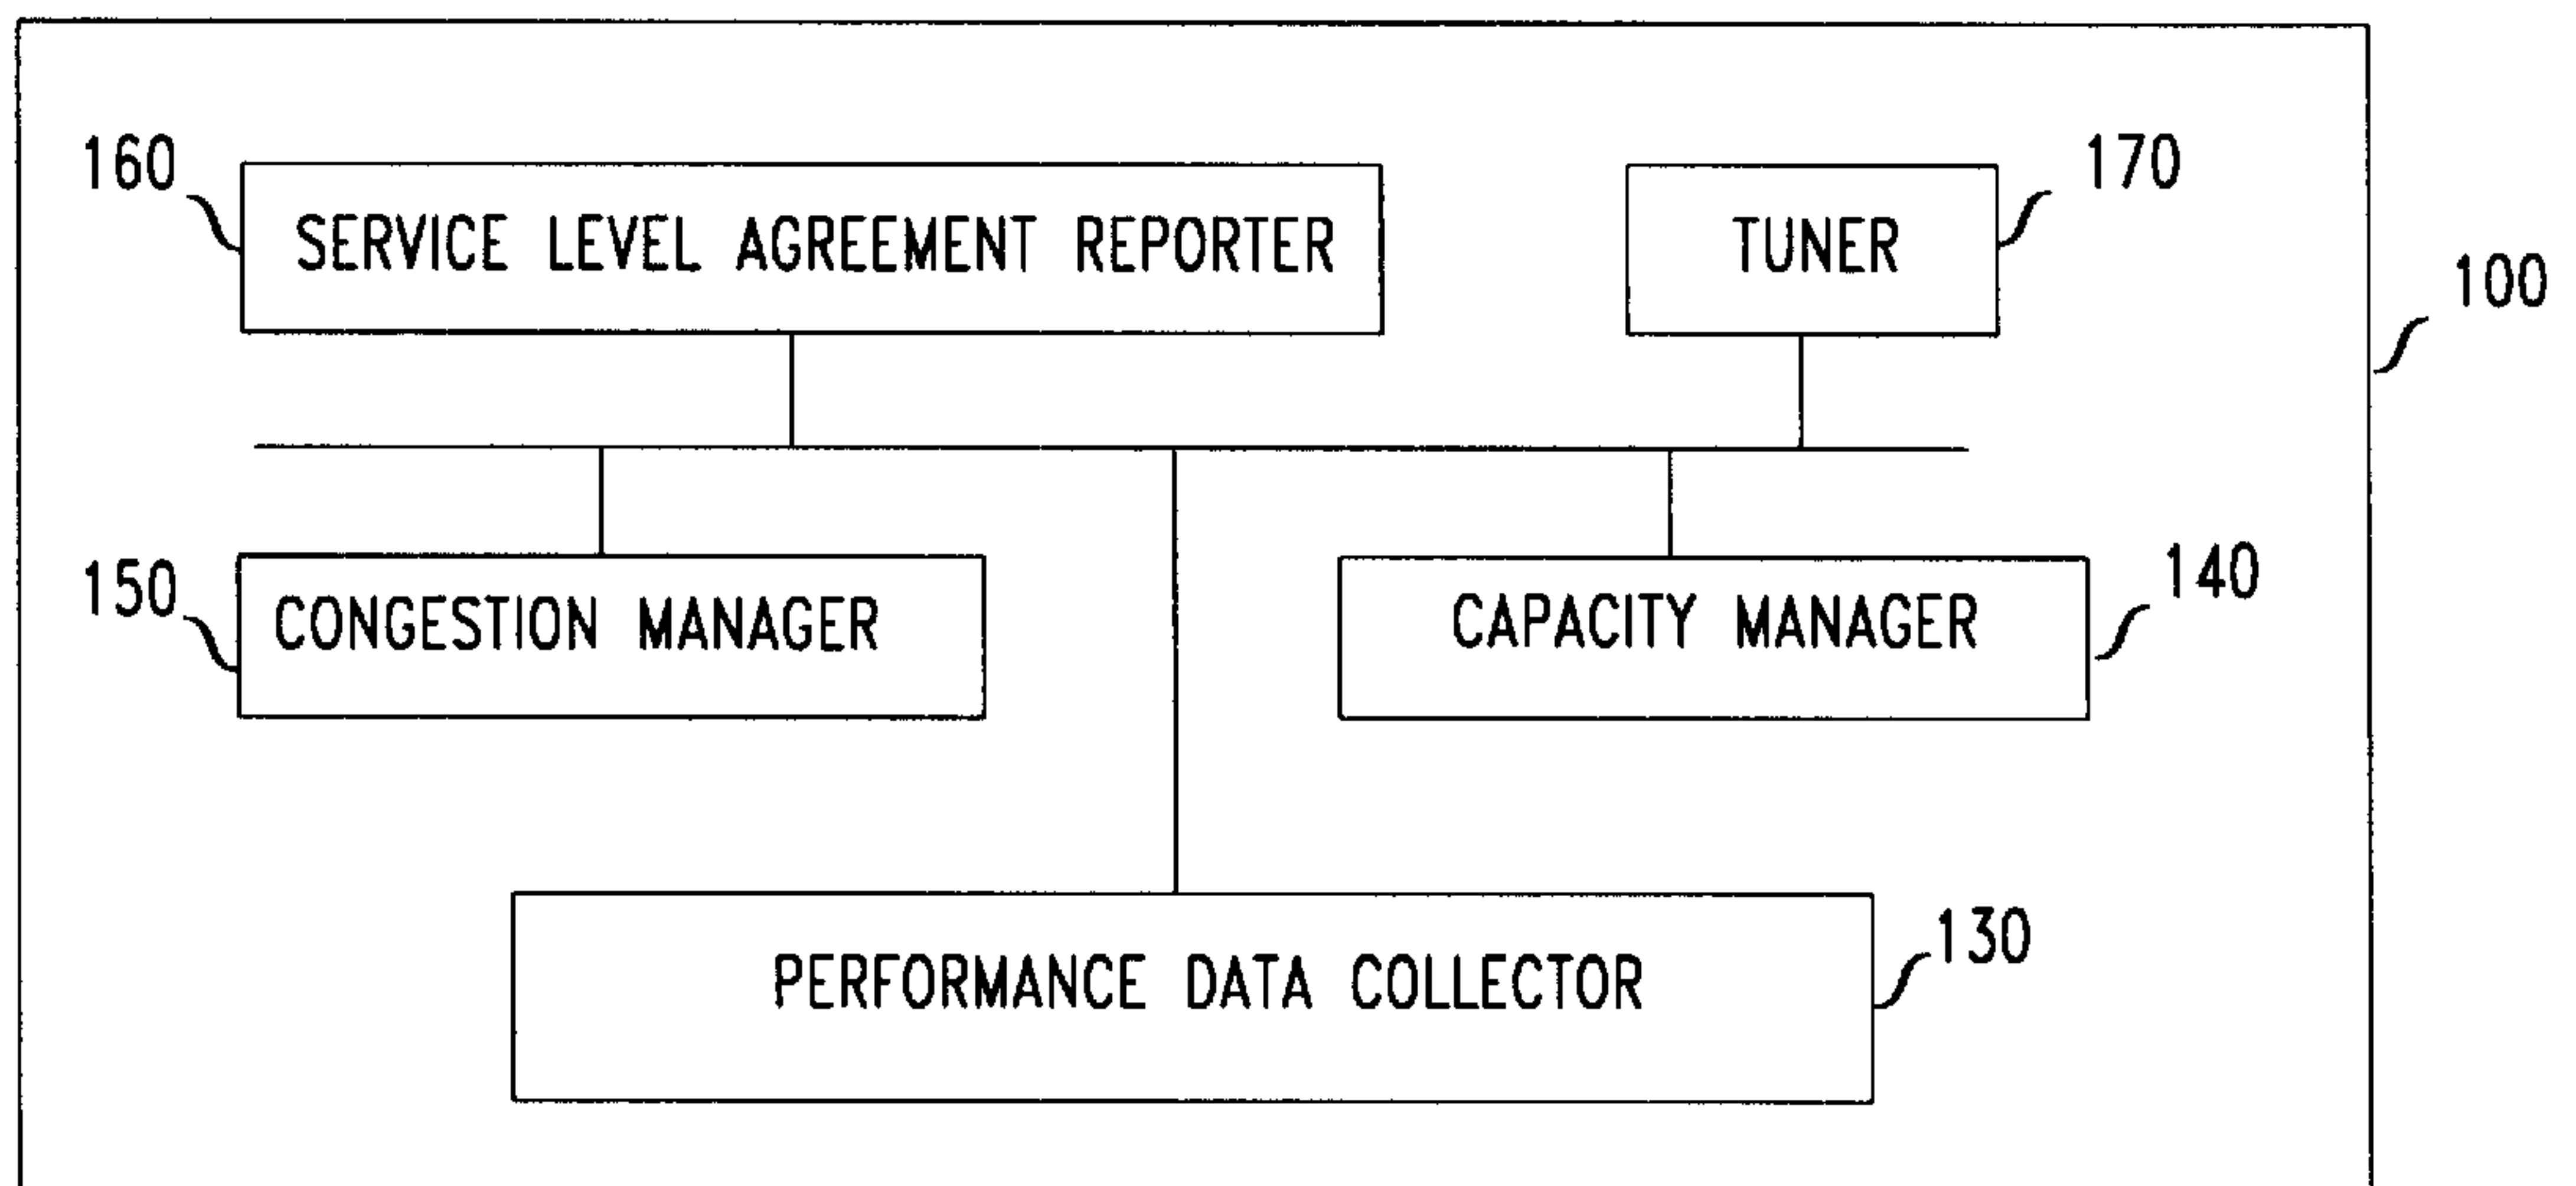 160
SERVICE LEVEL AGREEMENT REPORTER
TUNER
170
100
150
CONGESTION MANAGER
CAPACITY MANAGER
140
PERFORMANCE DATA COLLECTOR
130